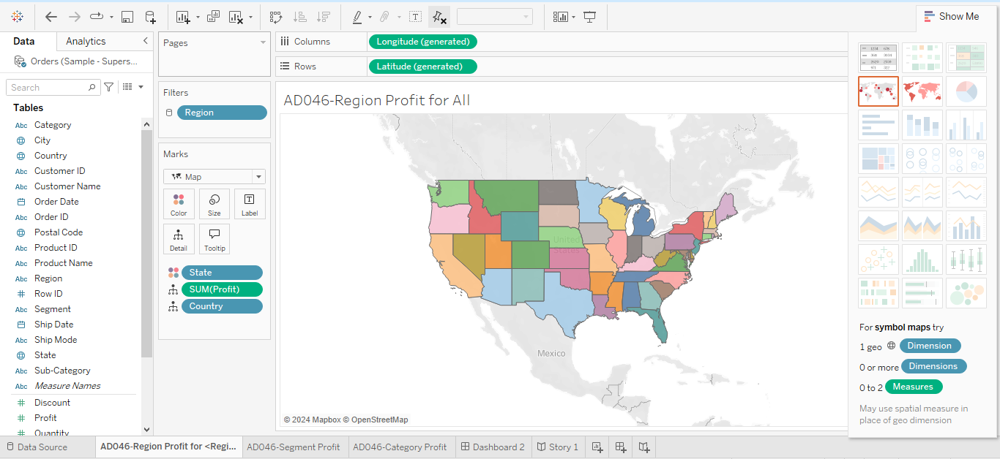 Show Me
Data
Analytics
Orders (Sample - Supers...
Search
Tables
Abc Category
City
Country
Abc Customer ID
Abc Customer Name
Order Date
Abc Order ID
Postal Code
Abc Product ID
Abc Product Name
Abc Region
Row ID
Abc Segment
Ship Date
Abc Ship Mode
State
Abc Sub-Category
Abc Measure Names
Discount
Profit
Quantity
Pages
Filters
Region
Marks
Map
Color
Size
Label
Detail
Tooltip
State
SUM(Profit)
Country
Columns
Longitude (generated)
Rows
Latitude (generated)
AD046-Region Profit for All
United
States
Mexico
© 2024 Mapbox © OpenStreetMap
For symbol maps try
1 geo Dimension
0 or more Dimensions
0 to 2 Measures
May use spatial measure in
place of geo dimension
Data Source
AD046-Region Profit for <Regi...
AD046-Segment Profit
AD046-Category Profit
Dashboard 2
Story 1